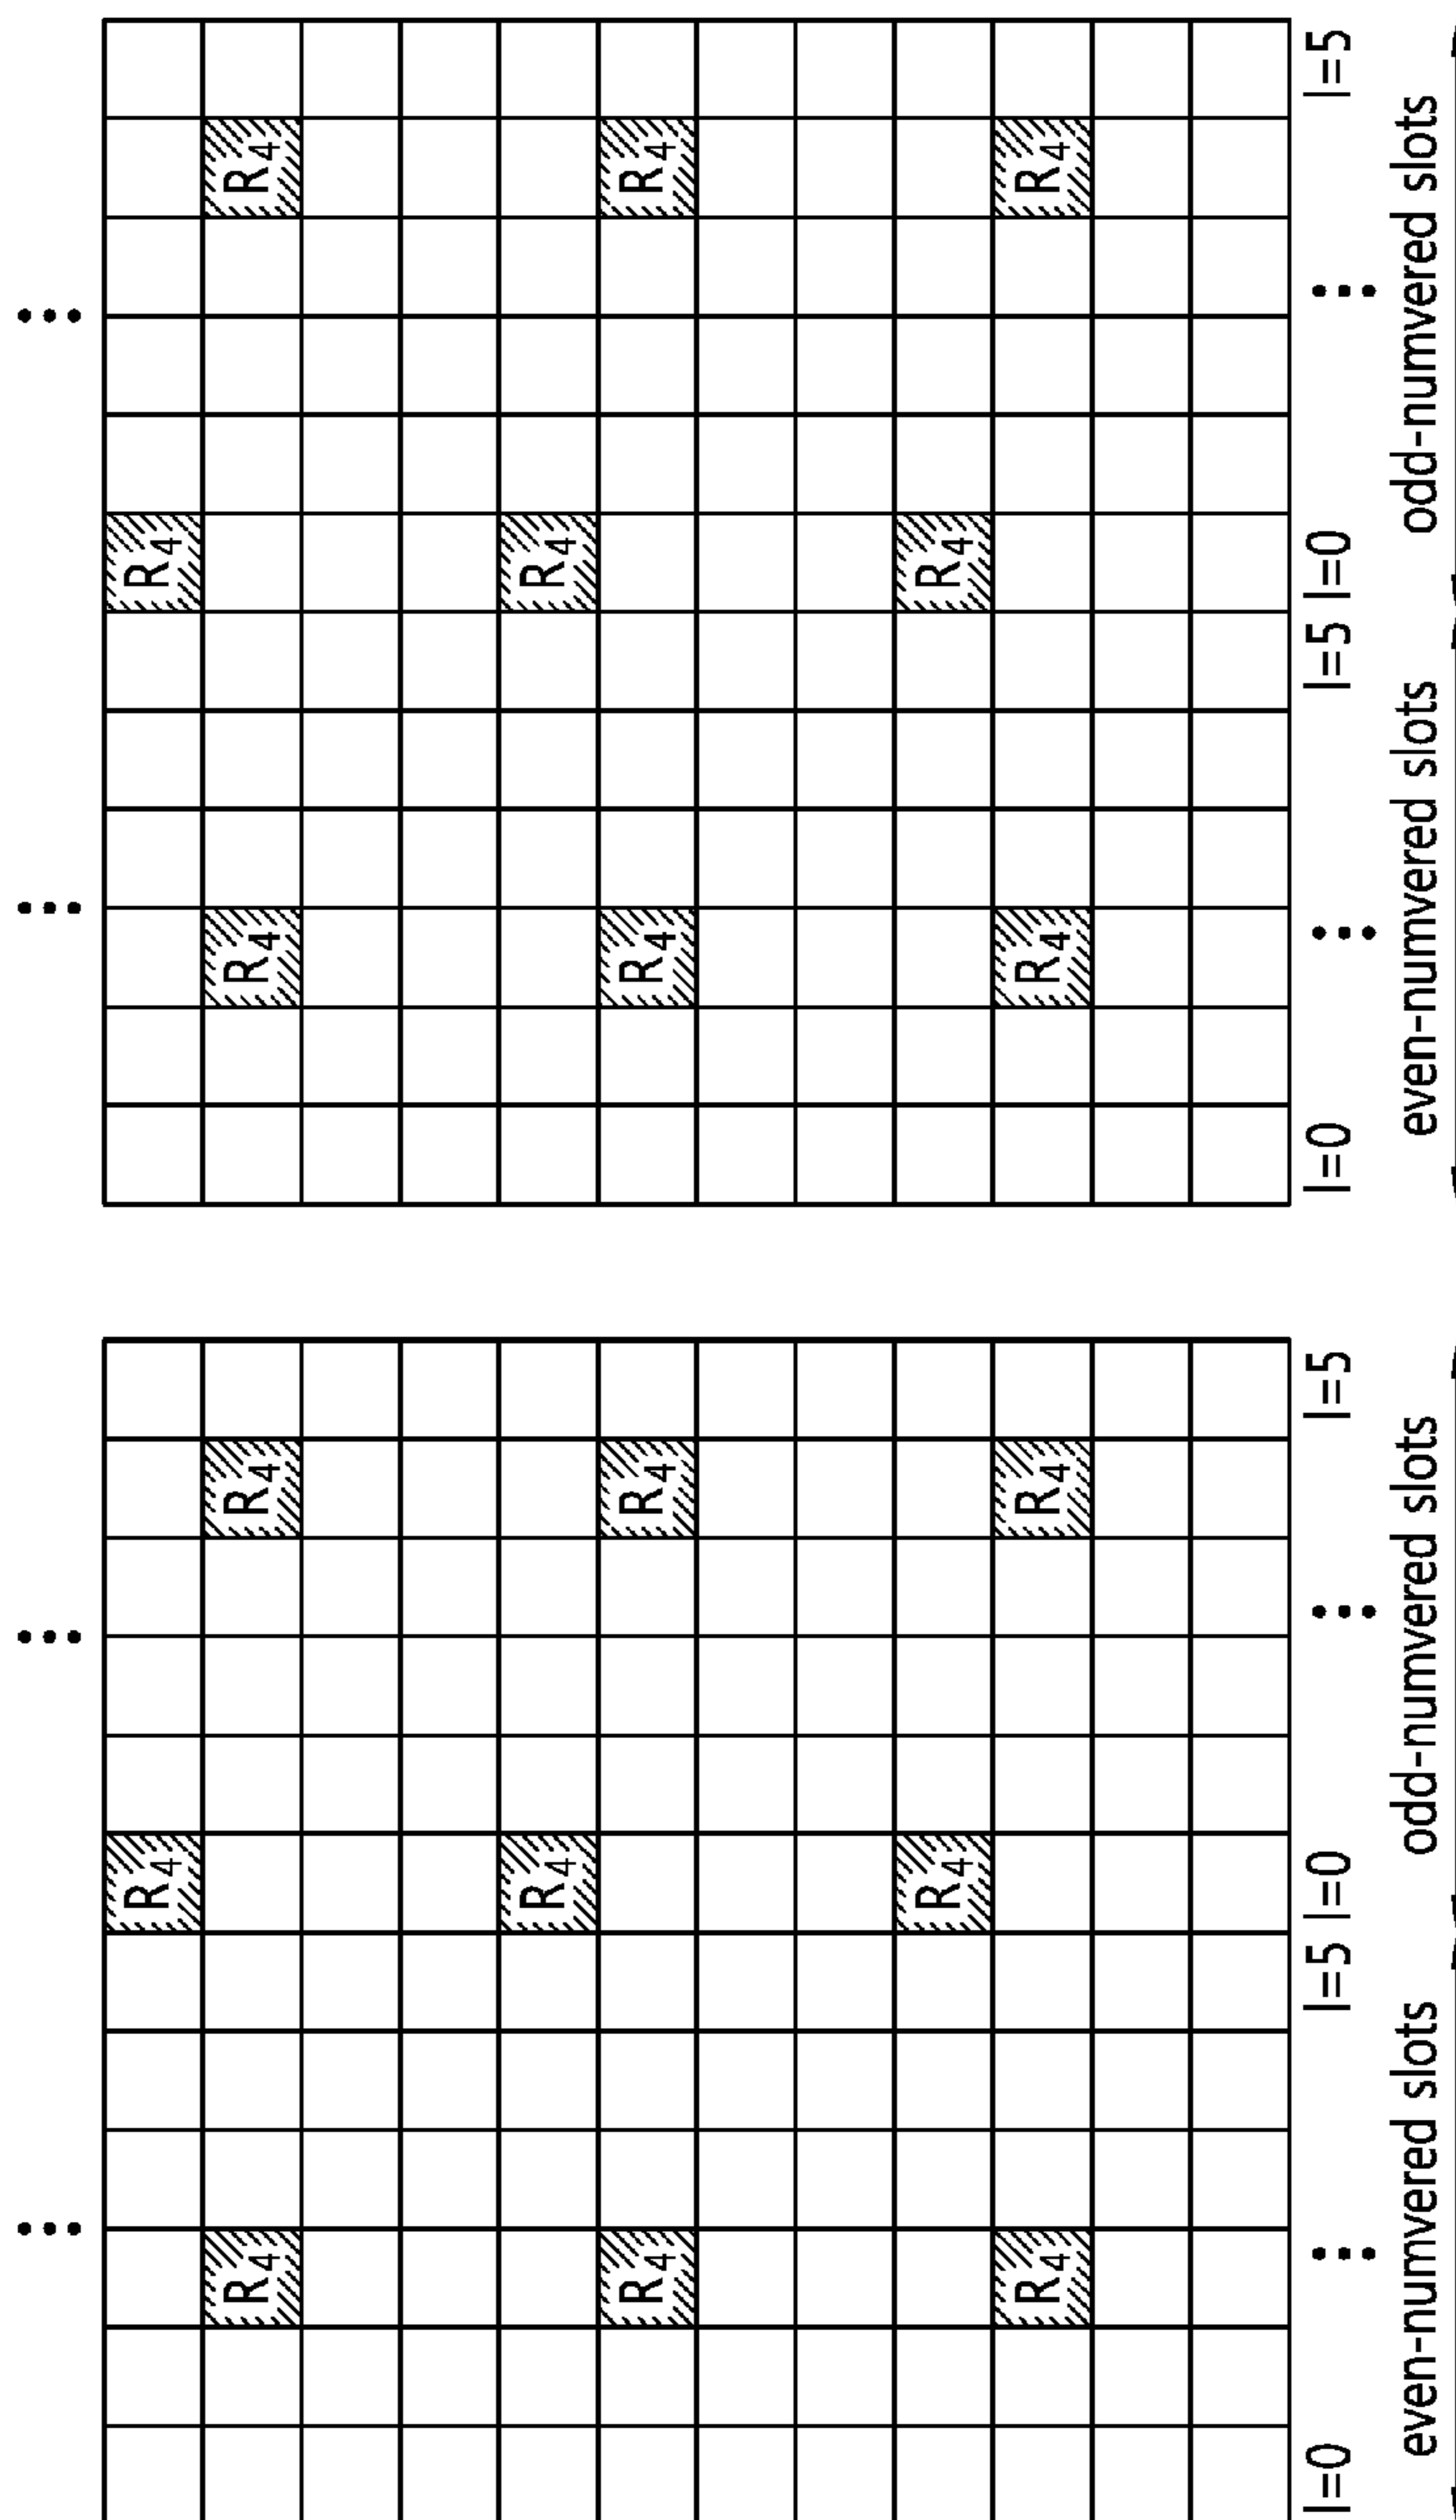 R4 R4
R4 R4 R4 R4
R4 R4
R4 R4 R4 R4
R4 R4
R4 R4 R4 R4
l=0 ... l=5 l=0 ... l=5 l=0 ... l=5 l=0 ... l=5
even-numvered slots odd-numvered slots even-numvered slots odd-numvered slots